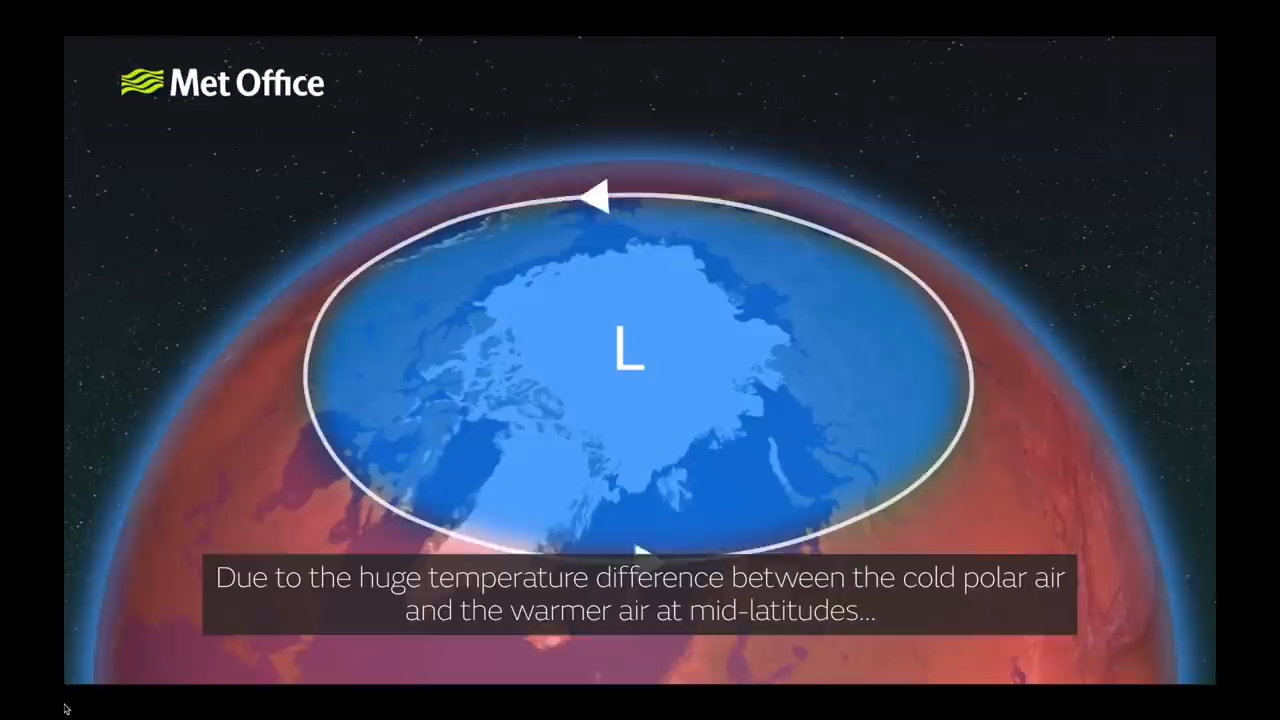 Met Office
L
Due to the huge temperature difference between the cold polar air
and the warmer air at mid-latitudes...